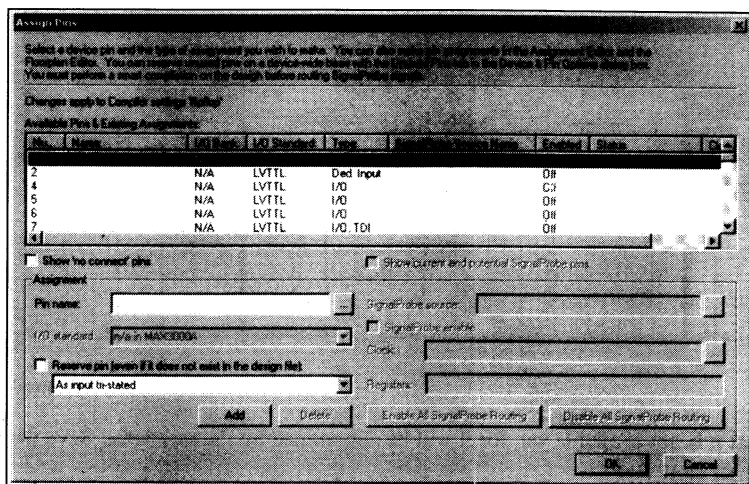 Assign Pins
Select a device pin and the type of assignment you wish to make. You can also make pin assignments in the Assignment Editor and the
Floorplan Editor. You can reserve unused pins on a device-wide basis with the Unused Pins tab in the Device & Pin Options dialog box.
You must perform a smart compilation on the design before routing SignalProbe signals.
Changes apply to Compiler settings
Available Pins & Existing Assignments:
No. Name I/O Bank I/O Standard Type SignalProbe Source Name Enabled Status
2 N/A LVTTL Ded Input Off
4 N/A LVTTL I/O Off
5 N/A LVTTL I/O Off
6 N/A LVTTL I/O Off
7 N/A LVTTL I/O, TDI Off
Show 'no connect' pins
Show current and potential SignalProbe pins
Assignment
Pin name: ...
SignalProbe source:
I/O standard n/a in MAX3000A
SignalProbe enable
Clock:
Reserve pin (even if it does not exist in the design file):
As input tri-stated
Registers:
Add Delete Enable All SignalProbe Routing Disable All SignalProbe Routing
OK Cancel